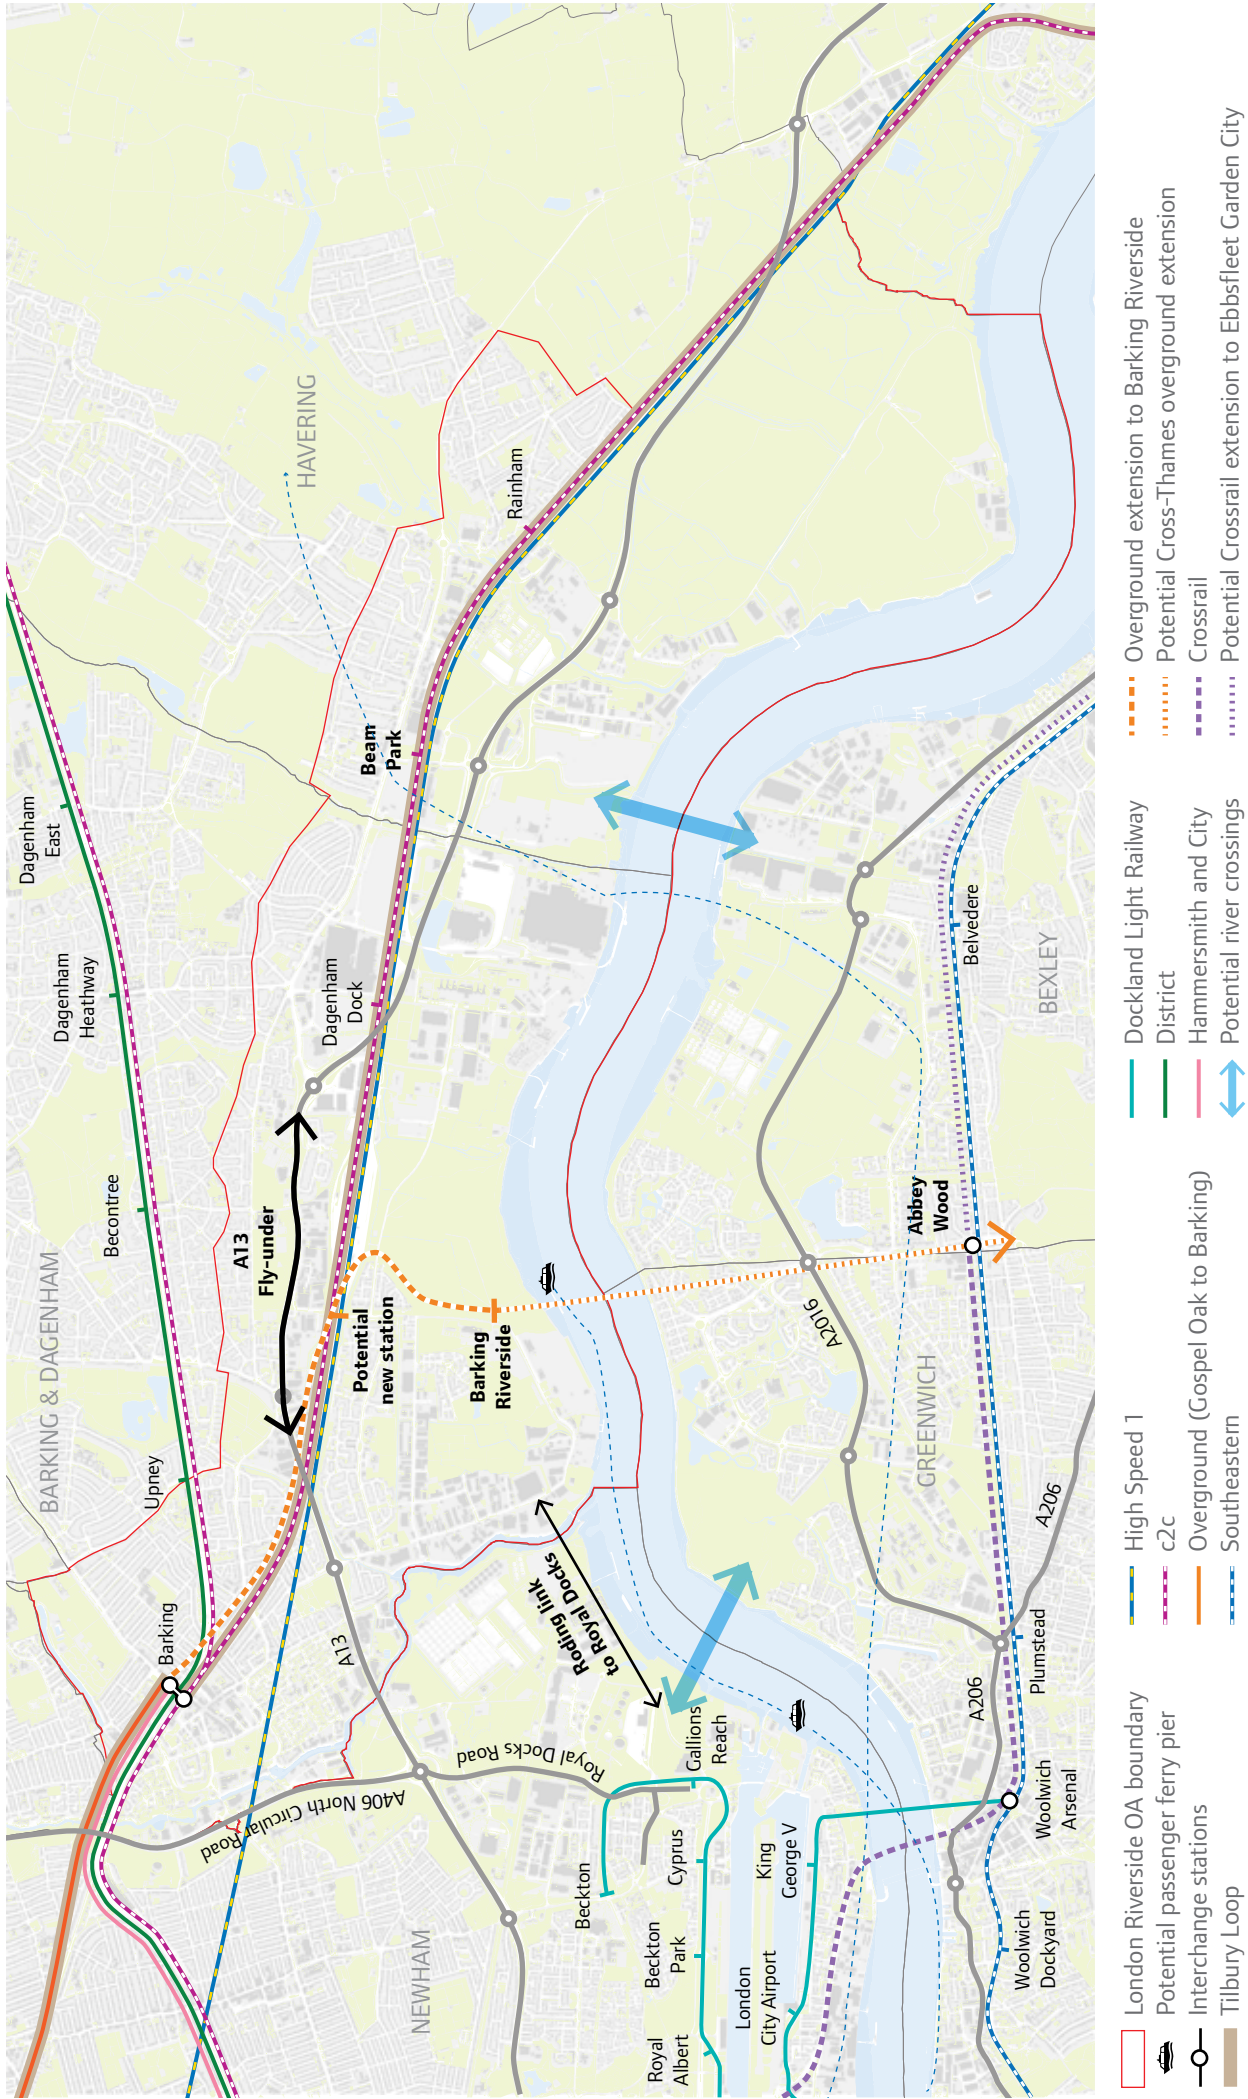 BARKING & DAGENHAM
HAVERING
NEWHAM
GREENWICH
BEXLEY
Barking
Upney
Becontree
Dagenham
Heathway
Dagenham
East
A13
Fly-under
Dagenham
Dock
Beam
Park
Rainham
Potential
new station
Barking
Riverside
A13
A406 North Circular Road
Royal Docks Road
Roding link
to Royal Docks
Beckton
Gallions
Reach
Cyprus
Beckton
Park
Royal
Albert
King
George V
London
City Airport
A2016
Abbey
Wood
Belvedere
A206
A206
Plumstead
Woolwich
Arsenal
Woolwich
Dockyard
London Riverside OA boundary
Potential passenger ferry pier
Interchange stations
Tilbury Loop
High Speed 1
c2c
Overground (Gospel Oak to Barking)
Southeastern
Dockland Light Railway
District
Hammersmith and City
Potential river crossings
Overground extension to Barking Riverside
Potential Cross-Thames overground extension
Crossrail
Potential Crossrail extension to Ebbsfleet Garden City